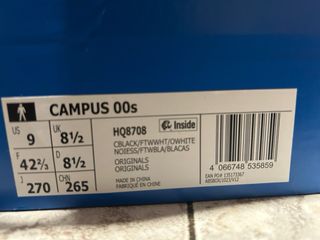 CAMPUS 00s
US 9 UK 8½
F 42⅔ D 8½
J 270 CHN 265
HQ8708
Inside
CBLACK/FTWWHT/OWHITE
NOIESS/FTWBLA/BLACAS
ORIGINALS
ORIGINALS
MADE IN CHINA
FABRIQUÉ EN CHINE
4 066748 535859